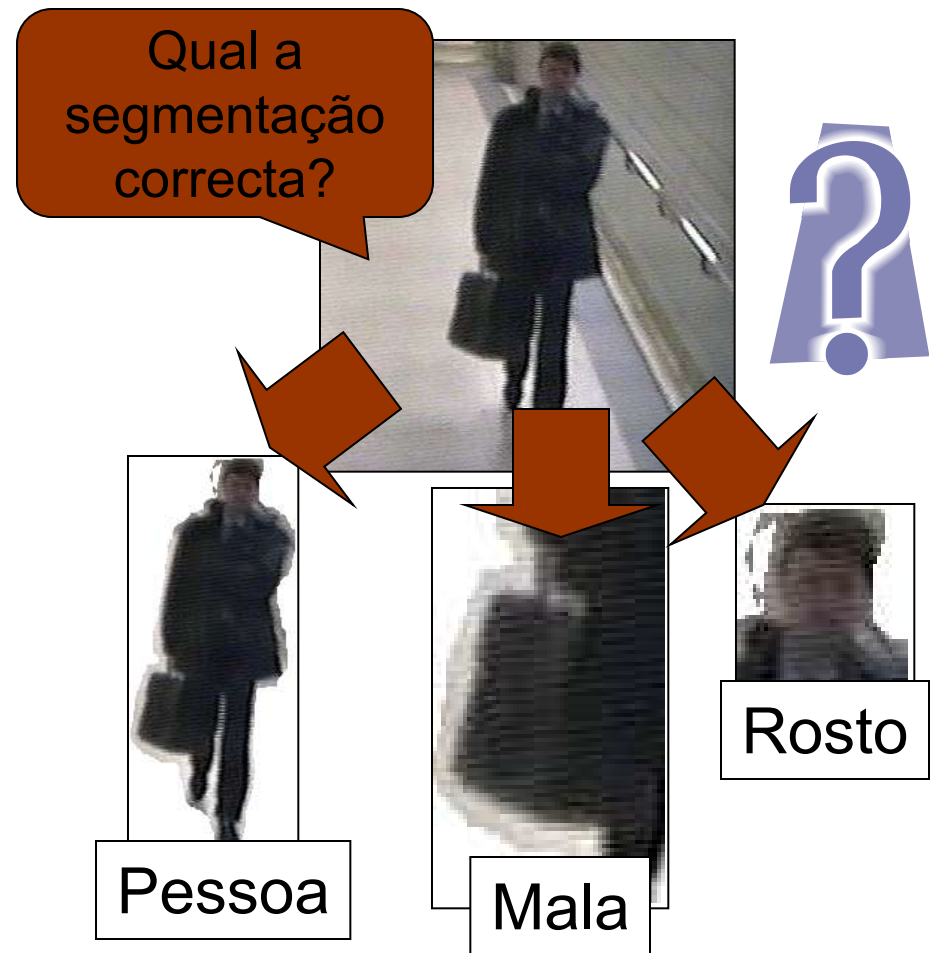 Qual a
segmentação
correcta?
Rosto
Pessoa
Mala